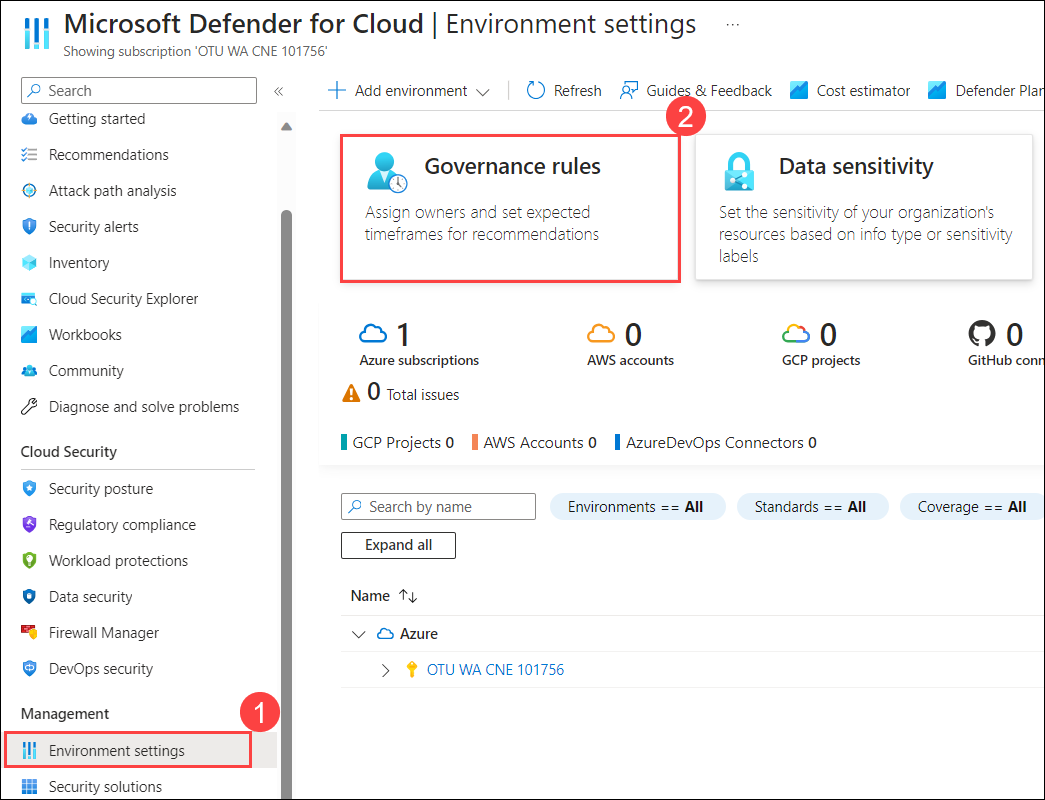 Microsoft Defender for Cloud | Environment settings ...
Showing subscription 'OTU WA CNE 101756'
Search «
Add environment Refresh Guides & Feedback Cost estimator Defender Plan
Getting started
Recommendations
Attack path analysis
Security alerts
Inventory
Cloud Security Explorer
Workbooks
Community
Diagnose and solve problems
Cloud Security
Security posture
Regulatory compliance
Workload protections
Data security
Firewall Manager
DevOps security
Management
1
Environment settings
Security solutions
2
Governance rules
Assign owners and set expected
timeframes for recommendations
Data sensitivity
Set the sensitivity of your organization's
resources based on info type or sensitivity
labels
1
Azure subscriptions
0
AWS accounts
0
GCP projects
0
GitHub conn
0 Total issues
GCP Projects 0 AWS Accounts 0 AzureDevOps Connectors 0
Search by name Environments == All Standards == All Coverage == All
Expand all
Name ↑↓
Azure
OTU WA CNE 101756